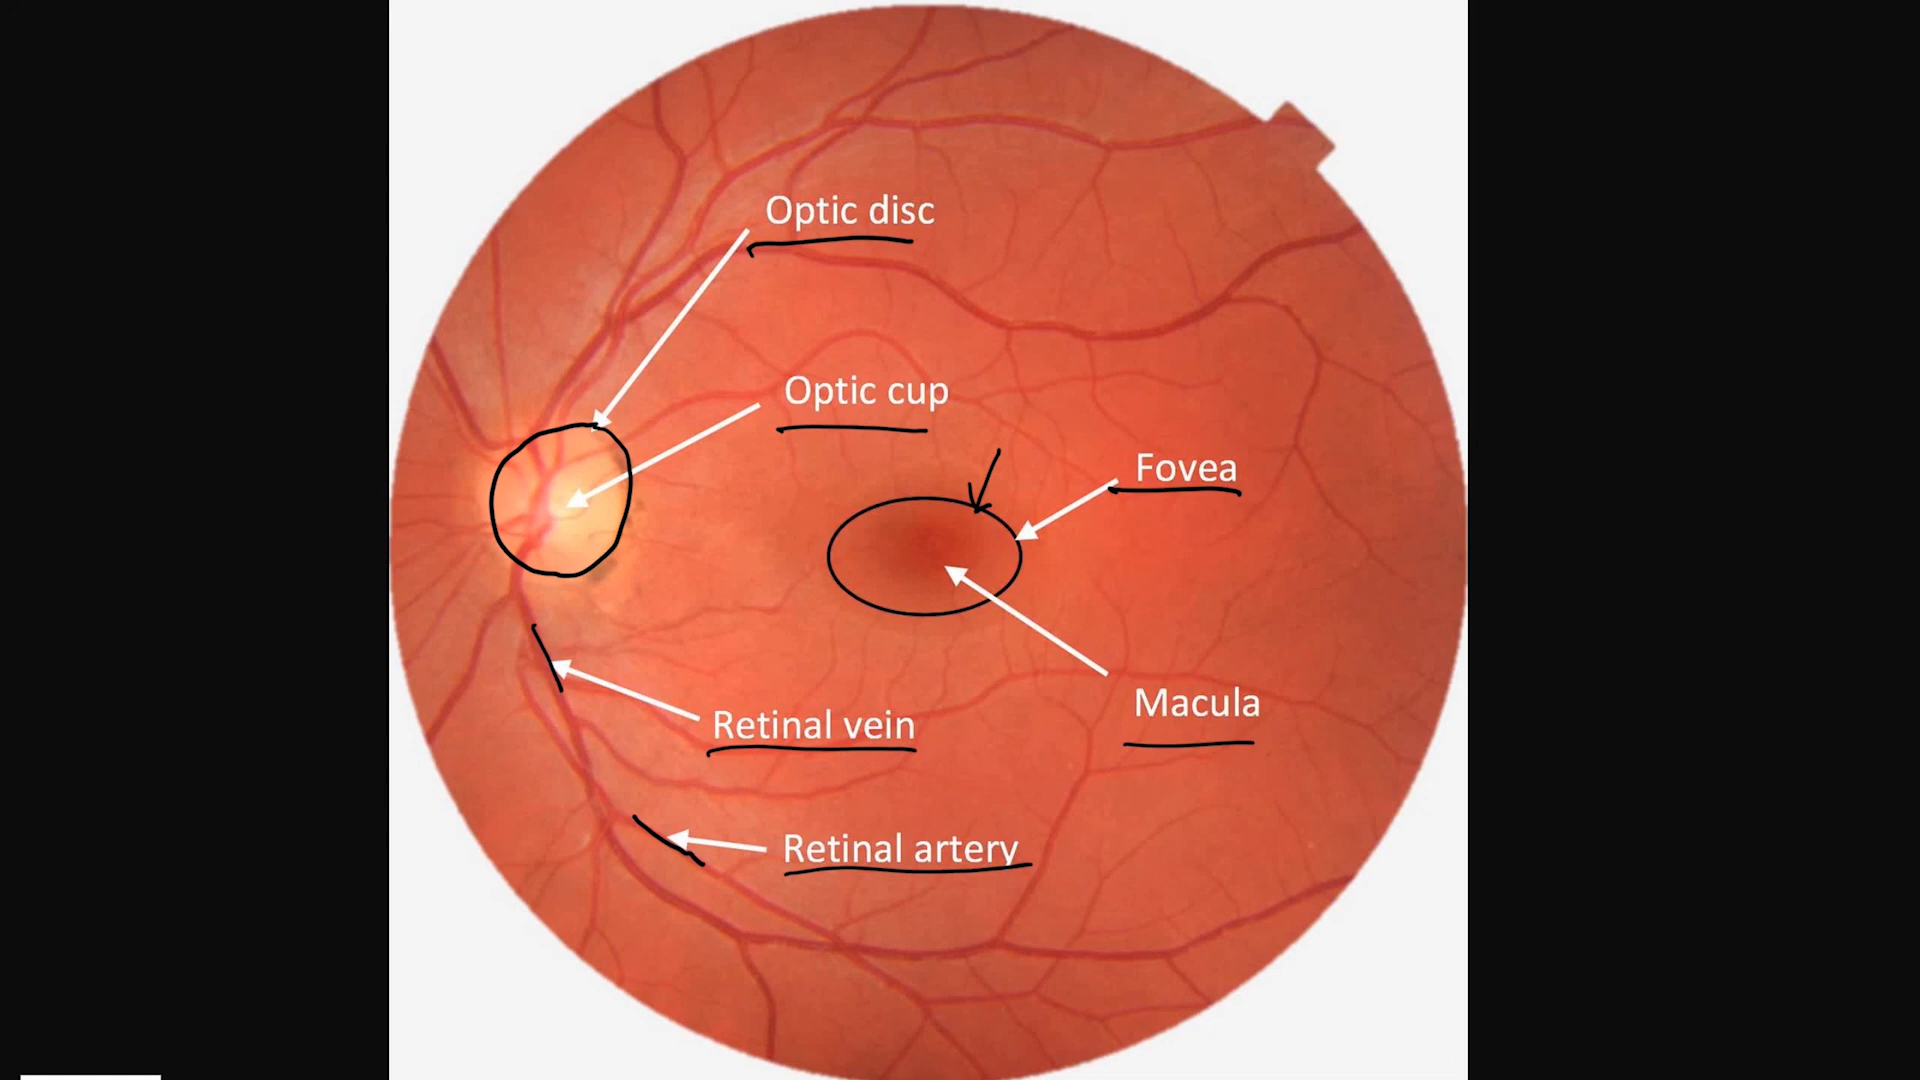 Optic disc
Optic cup
Fovea
Macula
Retinal vein
Retinal artery